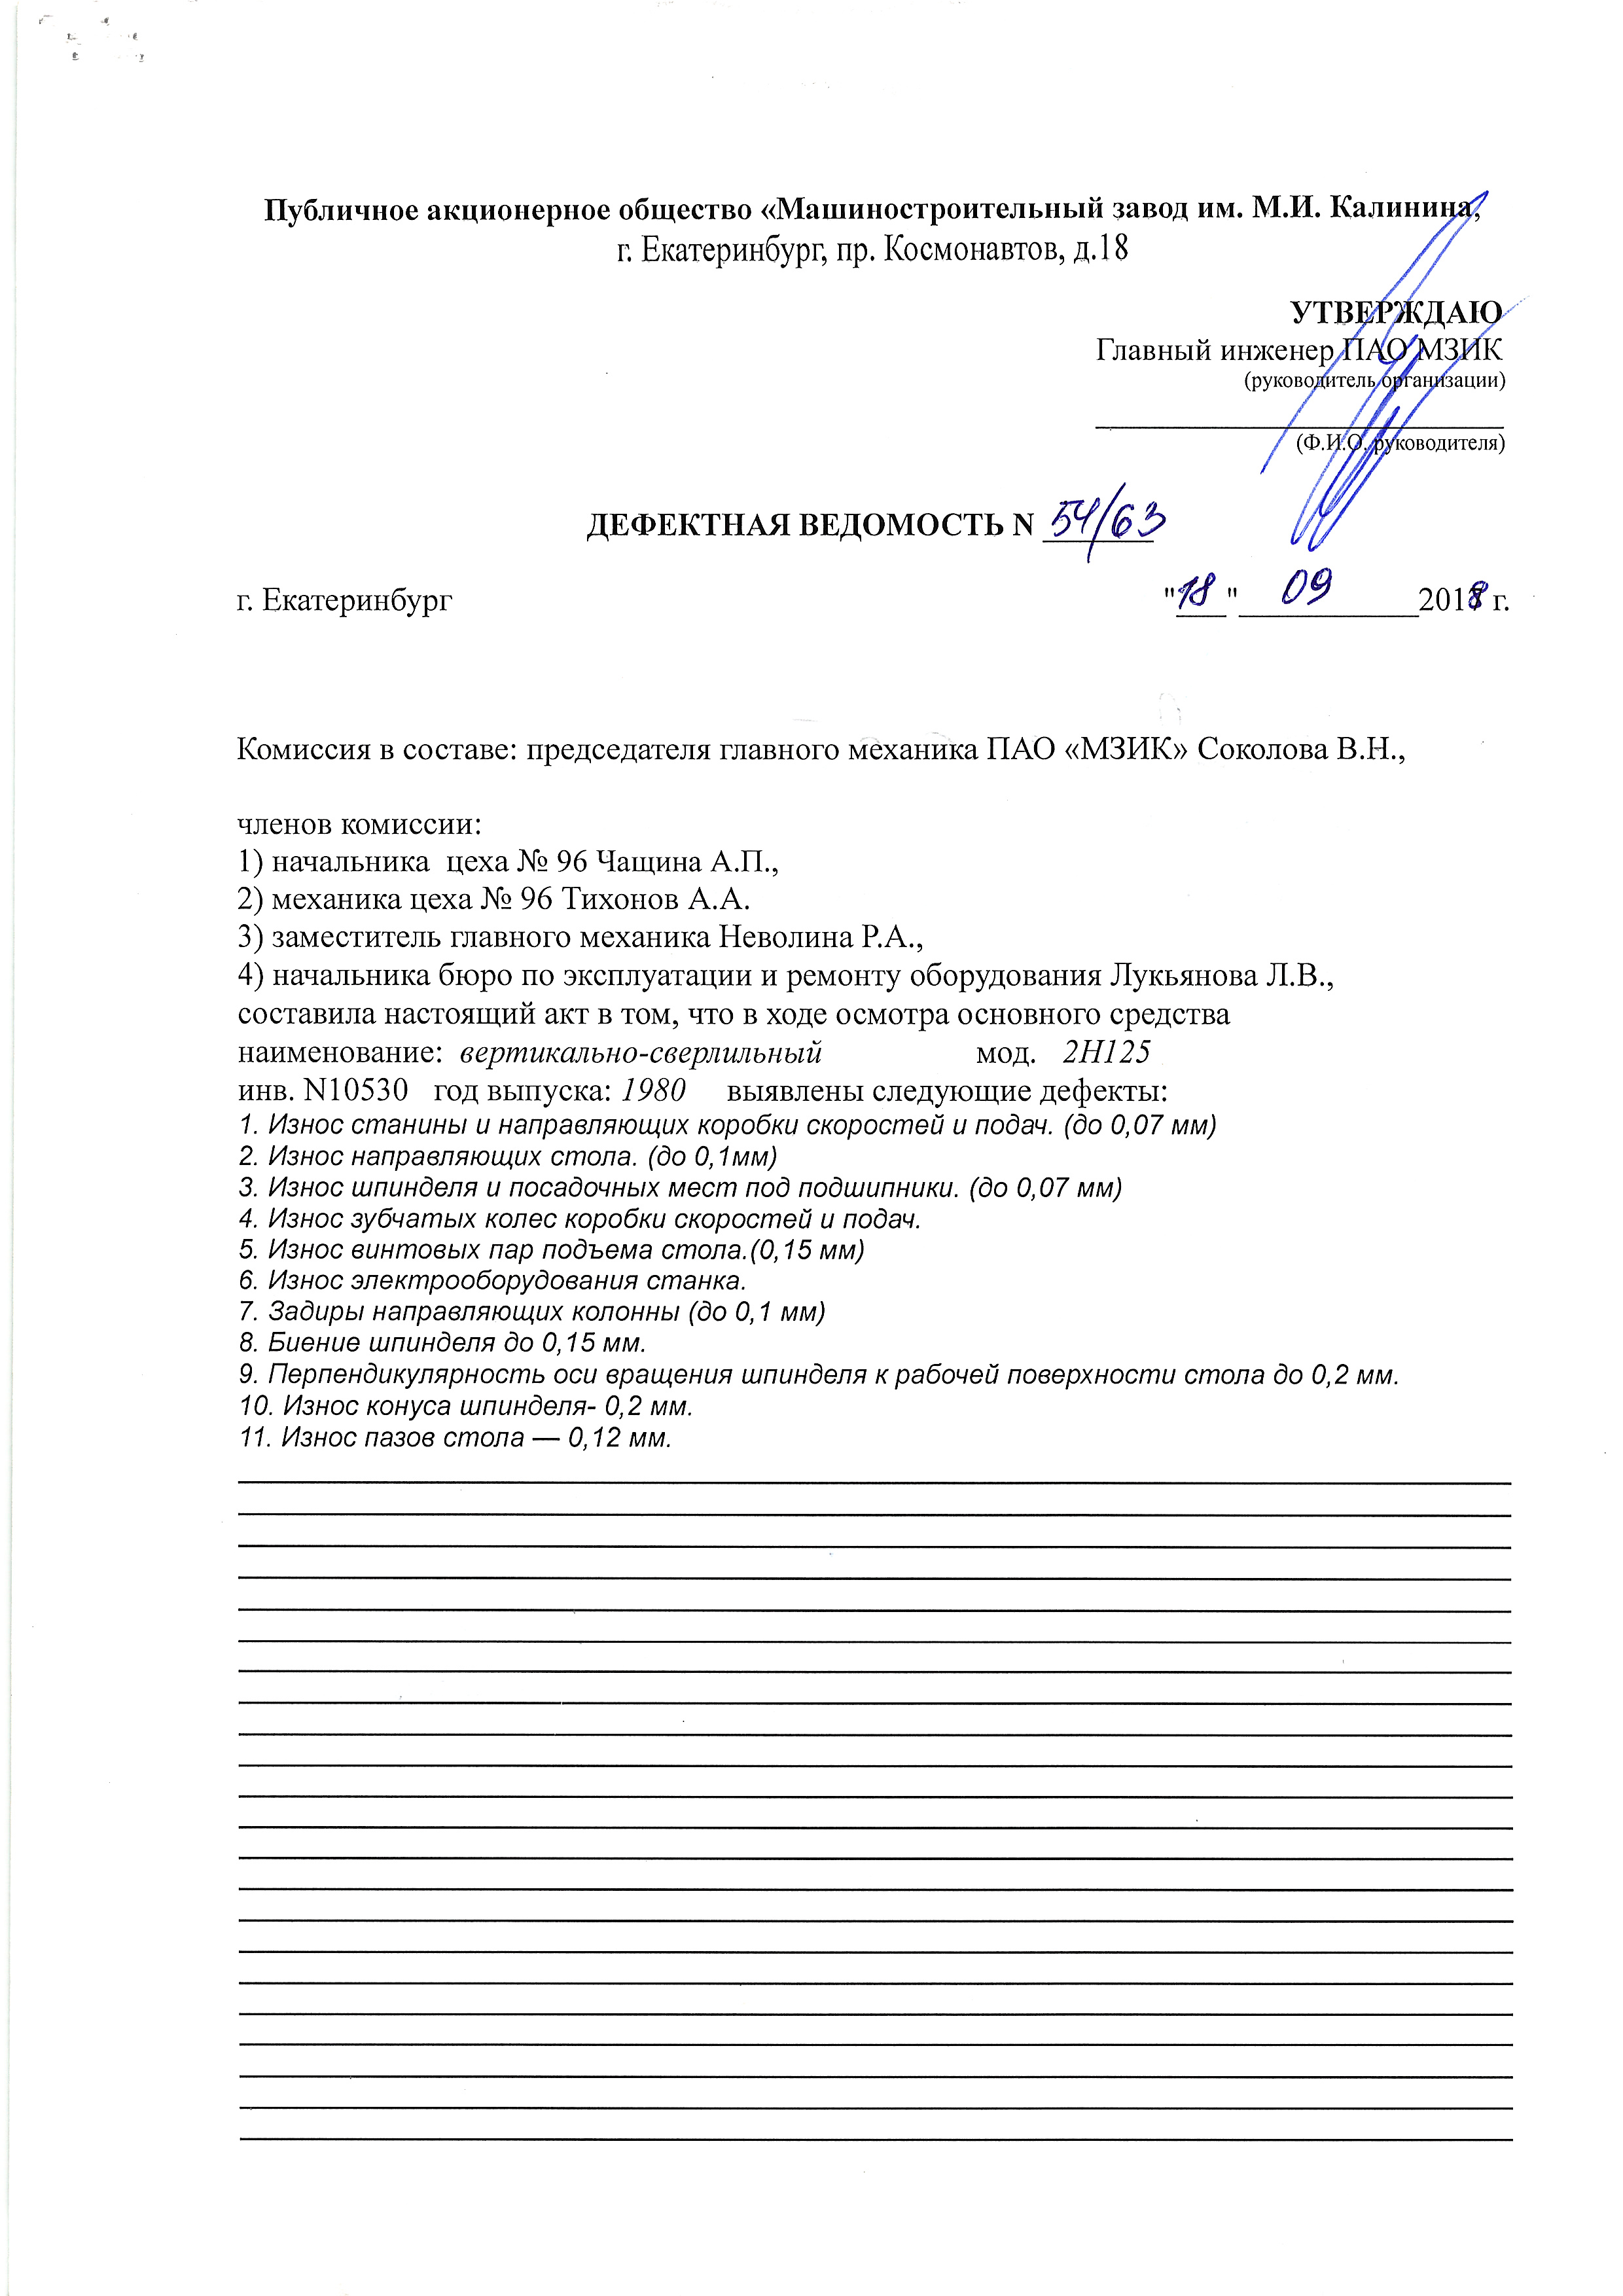 Публичное акционерное общество «Машиностроительный завод им. М.И. Калинина,
г. Екатеринбург, пр. Космонавтов, д.18
УТВЕРЖДАЮ
Главный инженер ПАО МЗИК
(руководитель организации)
(Ф.И.О. руководителя)
ДЕФЕКТНАЯ ВЕДОМОСТЬ N 54/63
г. Екатеринбург "18" 09 2018 г.
Комиссия в составе: председателя главного механика ПАО «МЗИК» Соколова В.Н.,
членов комиссии:
1) начальника цеха № 96 Чащина А.П.,
2) механика цеха № 96 Тихонов А.А.
3) заместитель главного механика Неволина Р.А.,
4) начальника бюро по эксплуатации и ремонту оборудования Лукьянова Л.В.,
составила настоящий акт в том, что в ходе осмотра основного средства
наименование: вертикально-сверлильный мод. 2Н125
инв. N10530 год выпуска: 1980 выявлены следующие дефекты:
1. Износ станины и направляющих коробки скоростей и подач. (до 0,07 мм)
2. Износ направляющих стола. (до 0,1мм)
3. Износ шпинделя и посадочных мест под подшипники. (до 0,07 мм)
4. Износ зубчатых колес коробки скоростей и подач.
5. Износ винтовых пар подъема стола.(0,15 мм)
6. Износ электрооборудования станка.
7. Задиры направляющих колонны (до 0,1 мм)
8. Биение шпинделя до 0,15 мм.
9. Перпендикулярность оси вращения шпинделя к рабочей поверхности стола до 0,2 мм.
10. Износ конуса шпинделя- 0,2 мм.
11. Износ пазов стола — 0,12 мм.